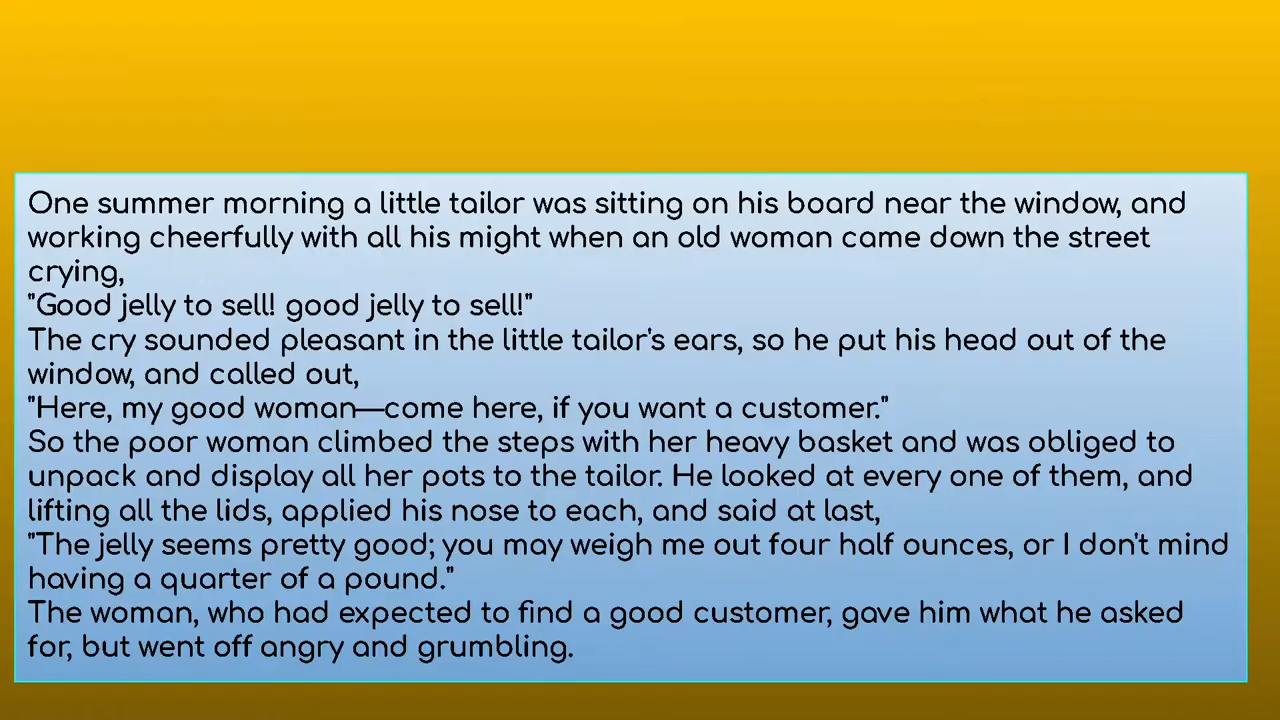 One summer morning a little tailor was sitting on his board near the window, and
working cheerfully with all his might when an old woman came down the street
crying,
"Good jelly to sell! good jelly to sell!"
The cry sounded pleasant in the little tailor's ears, so he put his head out of the
window, and called out,
"Here, my good woman—come here, if you want a customer."
So the poor woman climbed the steps with her heavy basket and was obliged to
unpack and display all her pots to the tailor. He looked at every one of them, and
lifting all the lids, applied his nose to each, and said at last,
"The jelly seems pretty good; you may weigh me out four half ounces, or I don't mind
having a quarter of a pound."
The woman, who had expected to find a good customer, gave him what he asked
for, but went off angry and grumbling.